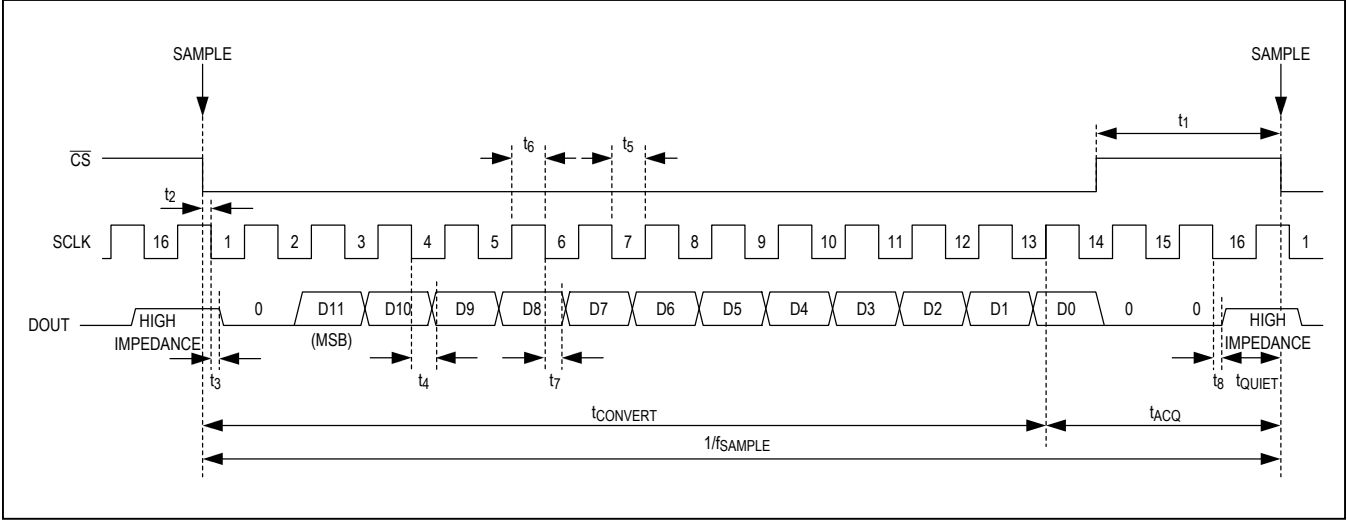 SAMPLE SAMPLE
t1
CS t6 t5
t2
SCLK 16 1 2 3 4 5 6 7 8 9 10 11 12 13 14 15 16 1
DOUT HIGH IMPEDANCE 0 D11 D10 D9 D8 D7 D6 D5 D4 D3 D2 D1 D0 0 0 HIGH IMPEDANCE
(MSB)
t3 t4 t7 t8 tQUIET
tCONVERT tACQ
1/fSAMPLE